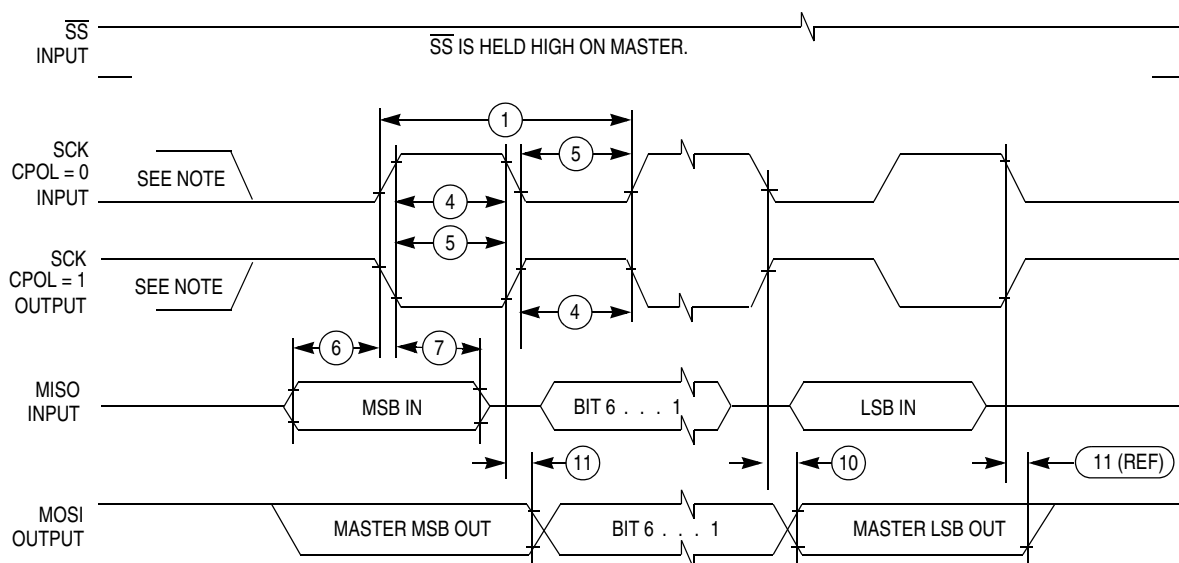 SS
INPUT
SS IS HELD HIGH ON MASTER.
1
SCK
CPOL = 0
INPUT
SEE NOTE
5
4
5
SCK
CPOL = 1
OUTPUT
SEE NOTE
4
6
7
MISO
INPUT
MSB IN
BIT 6 . . . 1
LSB IN
11
10
11 (REF)
MOSI
OUTPUT
MASTER MSB OUT
BIT 6 . . . 1
MASTER LSB OUT